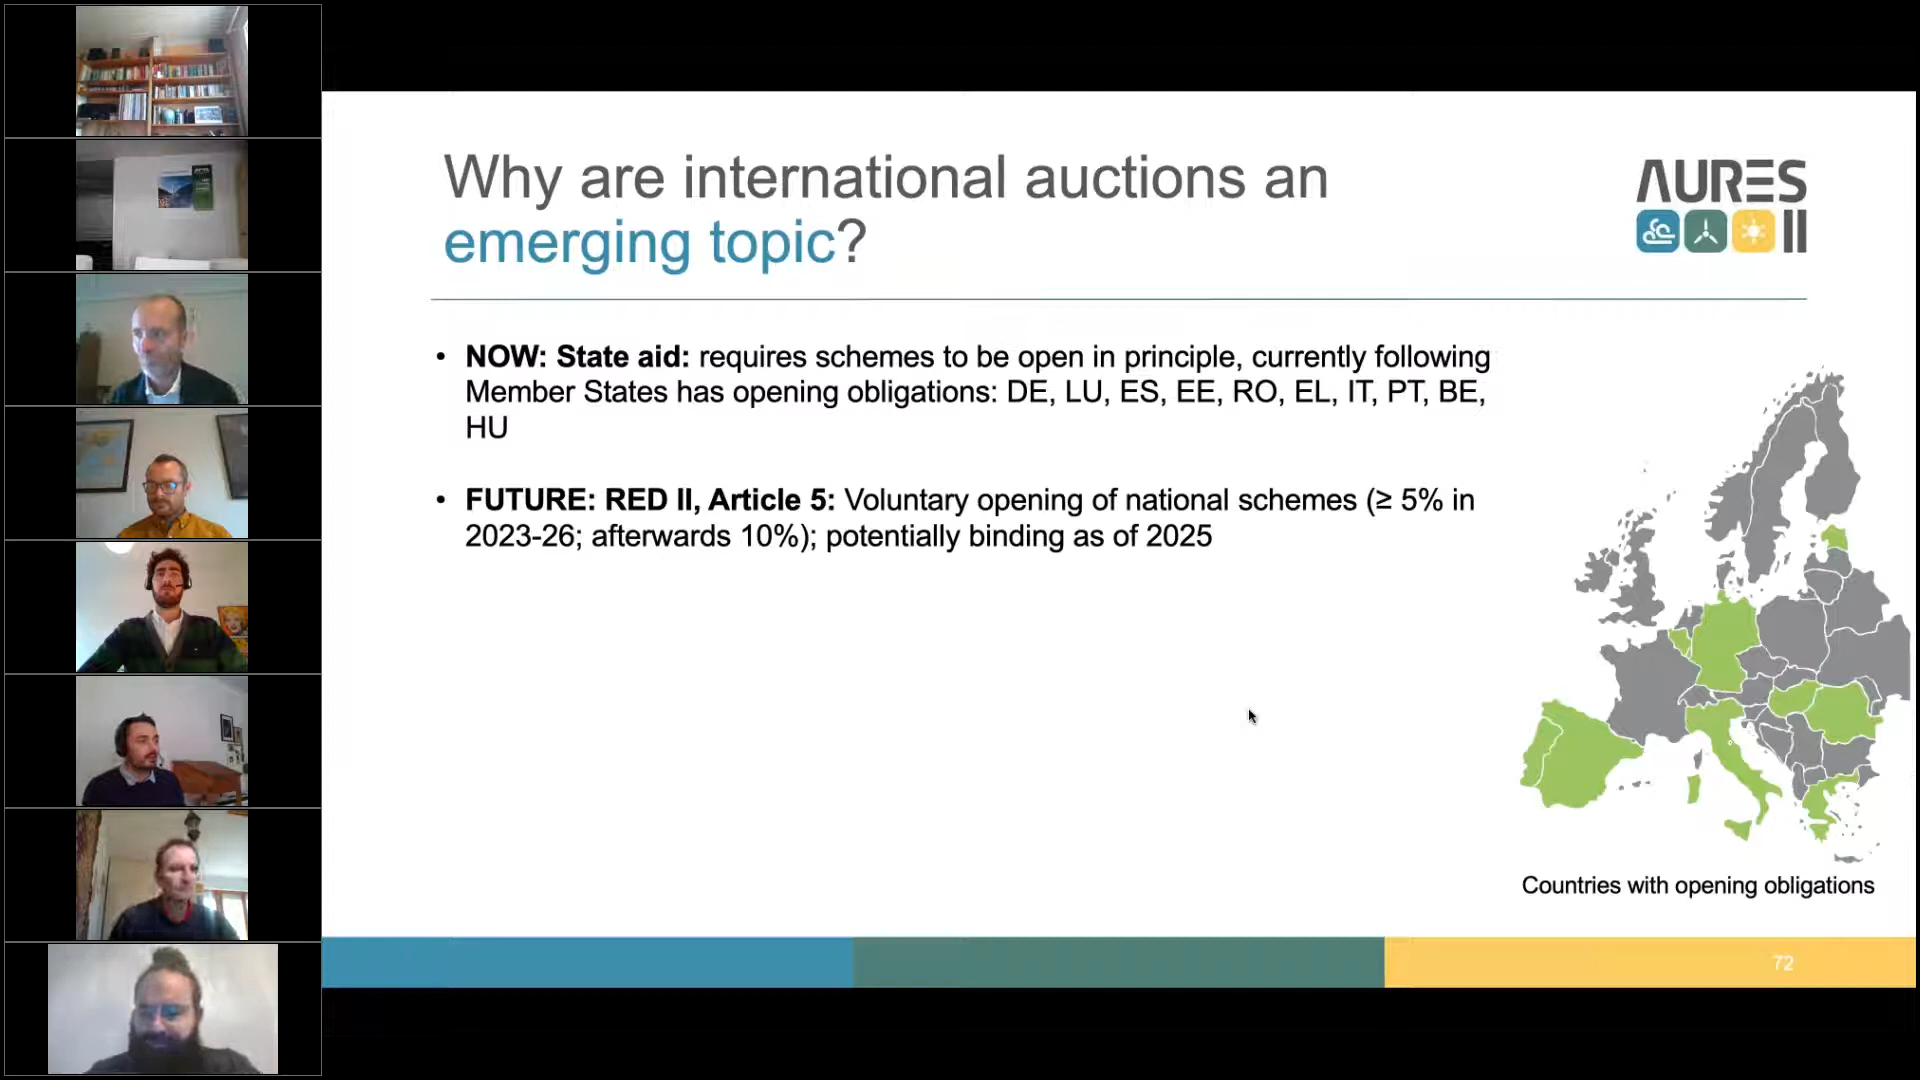 Why are international auctions an
emerging topic?
AURES
II
• NOW: State aid: requires schemes to be open in principle, currently following
Member States has opening obligations: DE, LU, ES, EE, RO, EL, IT, PT, BE,
HU
• FUTURE: RED II, Article 5: Voluntary opening of national schemes (≥ 5% in
2023-26; afterwards 10%); potentially binding as of 2025
Countries with opening obligations
72